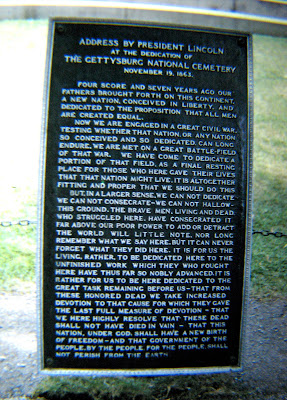 ADDRESS BY PRESIDENT LINCOLN
AT THE DEDICATION OF
THE GETTYSBURG NATIONAL CEMETERY
NOVEMBER 19, 1863.
FOUR SCORE AND SEVEN YEARS AGO OUR
FATHERS BROUGHT FORTH ON THIS CONTINENT,
A NEW NATION, CONCEIVED IN LIBERTY, AND
DEDICATED TO THE PROPOSITION THAT ALL MEN
ARE CREATED EQUAL.
NOW WE ARE ENGAGED IN A GREAT CIVIL WAR,
TESTING WHETHER THAT NATION, OR ANY NATION
SO CONCEIVED AND SO DEDICATED, CAN LONG
ENDURE. WE ARE MET ON A GREAT BATTLE-FIELD
OF THAT WAR. WE HAVE COME TO DEDICATE A
PORTION OF THAT FIELD, AS A FINAL RESTING
PLACE FOR THOSE WHO HERE GAVE THEIR LIVES
THAT THAT NATION MIGHT LIVE. IT IS ALTOGETHER
FITTING AND PROPER THAT WE SHOULD DO THIS
BUT, IN A LARGER SENSE, WE CAN NOT DEDICATE-
WE CAN NOT CONSECRATE-WE CAN NOT HALLOW-
THIS GROUND. THE BRAVE MEN, LIVING AND DEAD
WHO STRUGGLED HERE, HAVE CONSECRATED IT
FAR ABOVE OUR POOR POWER TO ADD OR DETRACT
THE WORLD WILL LITTLE NOTE, NOR LONG
REMEMBER WHAT WE SAY HERE, BUT IT CAN NEVER
FORGET WHAT THEY DID HERE. IT IS FOR US THE
LIVING, RATHER, TO BE DEDICATED HERE TO THE
UNFINISHED WORK WHICH THEY WHO FOUGHT
HERE HAVE THUS FAR SO NOBLY ADVANCED. IT IS
RATHER FOR US TO BE HERE DEDICATED TO THE
GREAT TASK REMAINING BEFORE US-THAT FROM
THESE HONORED DEAD WE TAKE INCREASED
DEVOTION TO THAT CAUSE FOR WHICH THEY GAVE
THE LAST FULL MEASURE OF DEVOTION - THAT
WE HERE HIGHLY RESOLVE THAT THESE DEAD
SHALL NOT HAVE DIED IN VAIN - THAT THIS
NATION, UNDER GOD, SHALL HAVE A NEW BIRTH
OF FREEDOM-AND THAT GOVERNMENT OF THE
PEOPLE, BY THE PEOPLE, FOR THE PEOPLE, SHALL
NOT PERISH FROM THE EARTH.